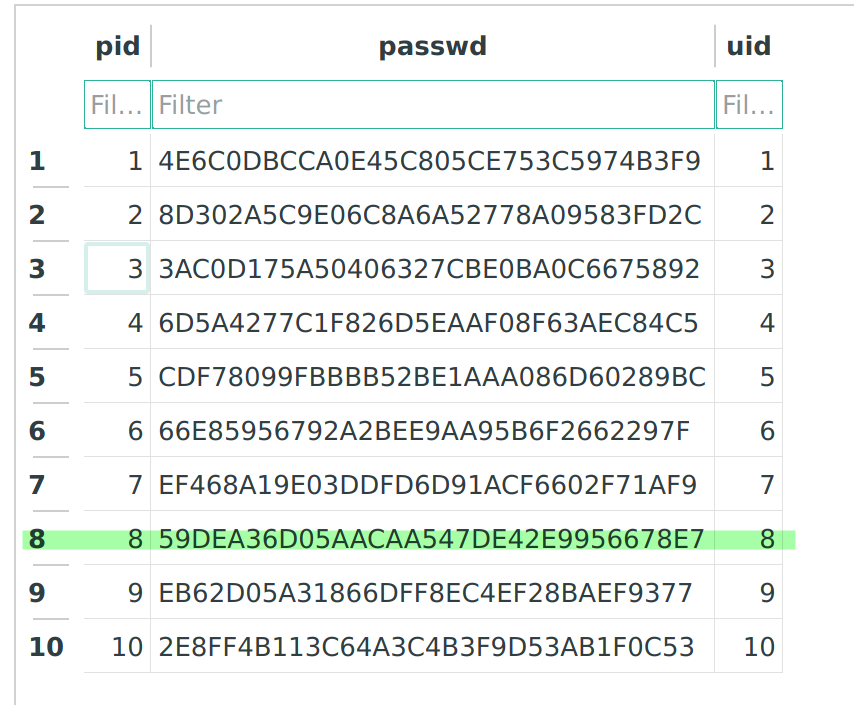 pid passwd uid
Fil... Filter Fil...
1 1 4E6C0DBCCA0E45C805CE753C5974B3F9 1
2 2 8D302A5C9E06C8A6A52778A09583FD2C 2
3 3 3AC0D175A50406327CBE0BA0C6675892 3
4 4 6D5A4277C1F826D5EAAF08F63AEC84C5 4
5 5 CDF78099FBBBB52BE1AAA086D60289BC 5
6 6 66E85956792A2BEE9AA95B6F2662297F 6
7 7 EF468A19E03DDFD6D91ACF6602F71AF9 7
8 8 59DEA36D05AACAA547DE42E9956678E7 8
9 9 EB62D05A31866DFF8EC4EF28BAEF9377 9
10 10 2E8FF4B113C64A3C4B3F9D53AB1F0C53 10